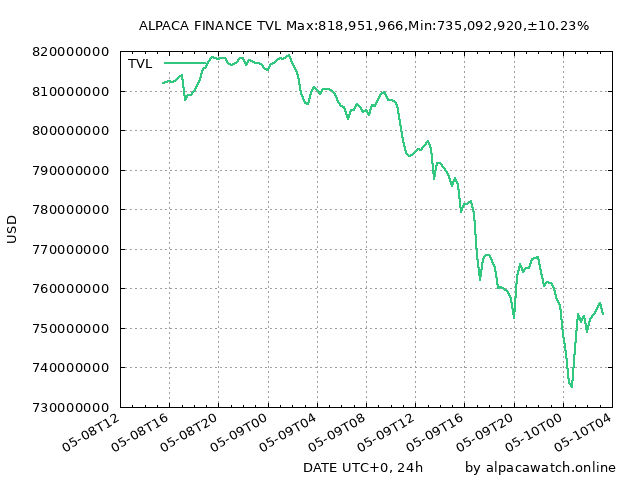 ALPACA FINANCE TVL Max:818,951,966,Min:735,092,920,±10.23%
TVL
820000000
810000000
800000000
790000000
780000000
770000000
760000000
750000000
740000000
730000000
USD
05-08T12
05-08T16
05-08T20
05-09T00
05-09T04
05-09T08
05-09T12
05-09T16
05-09T20
05-10T00
05-10T04
DATE UTC+0, 24h
by alpacawatch.online